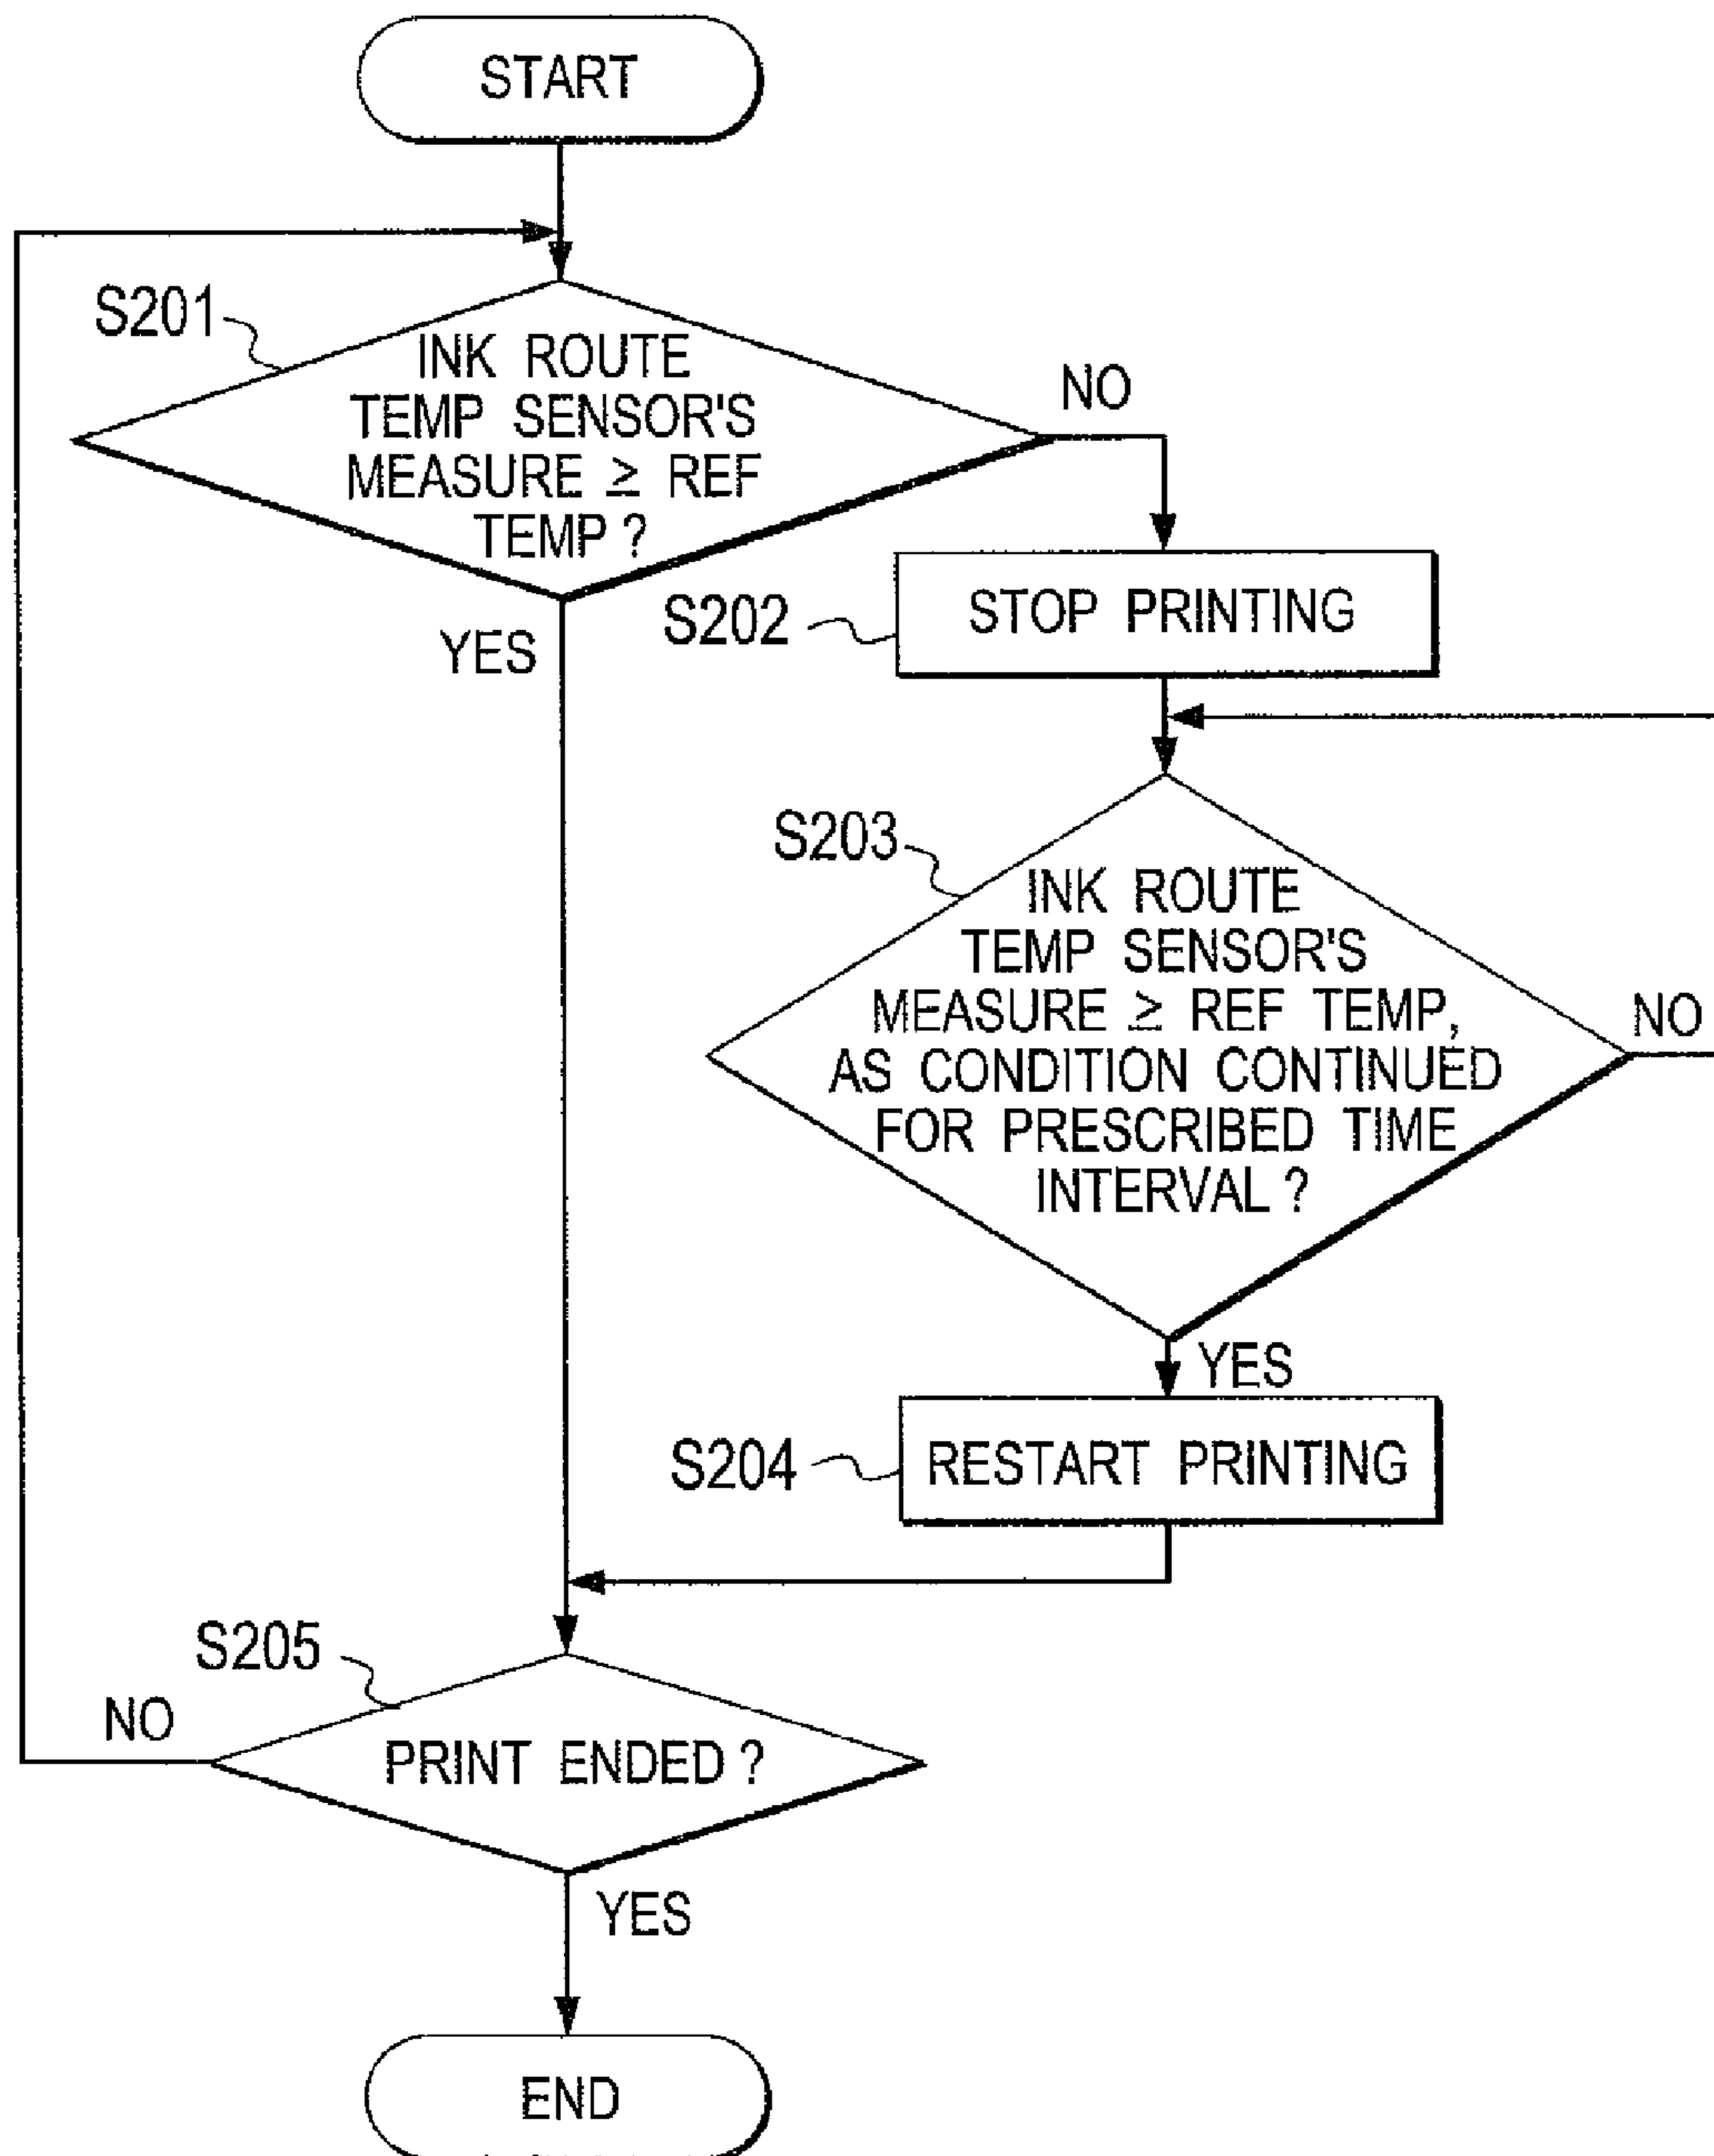 START
S201
INK ROUTE
TEMP SENSOR'S
MEASURE ≥ REF
TEMP ?
NO
YES
S202
STOP PRINTING
S203
INK ROUTE
TEMP SENSOR'S
MEASURE ≥ REF TEMP,
AS CONDITION CONTINUED
FOR PRESCRIBED TIME
INTERVAL ?
NO
YES
S204
RESTART PRINTING
S205
NO
PRINT ENDED ?
YES
END